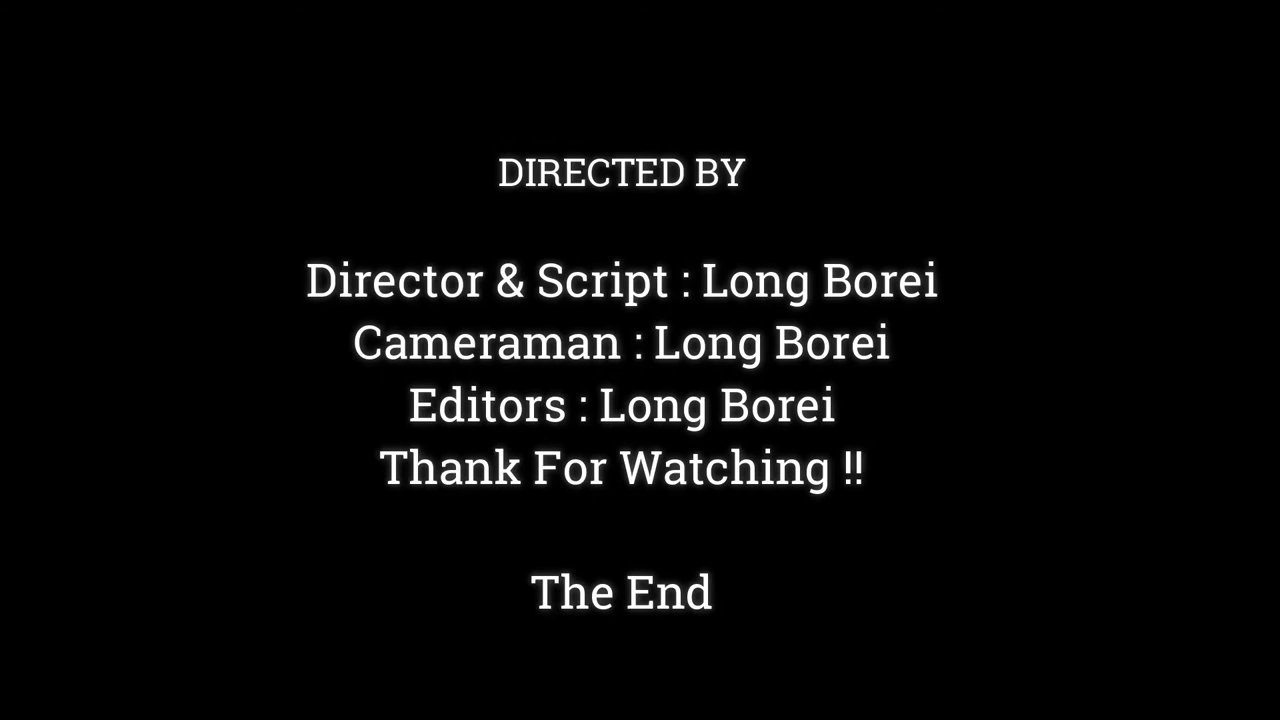 DIRECTED BY
Director & Script : Long Borei
Cameraman : Long Borei
Editors : Long Borei
Thank For Watching !!
The End